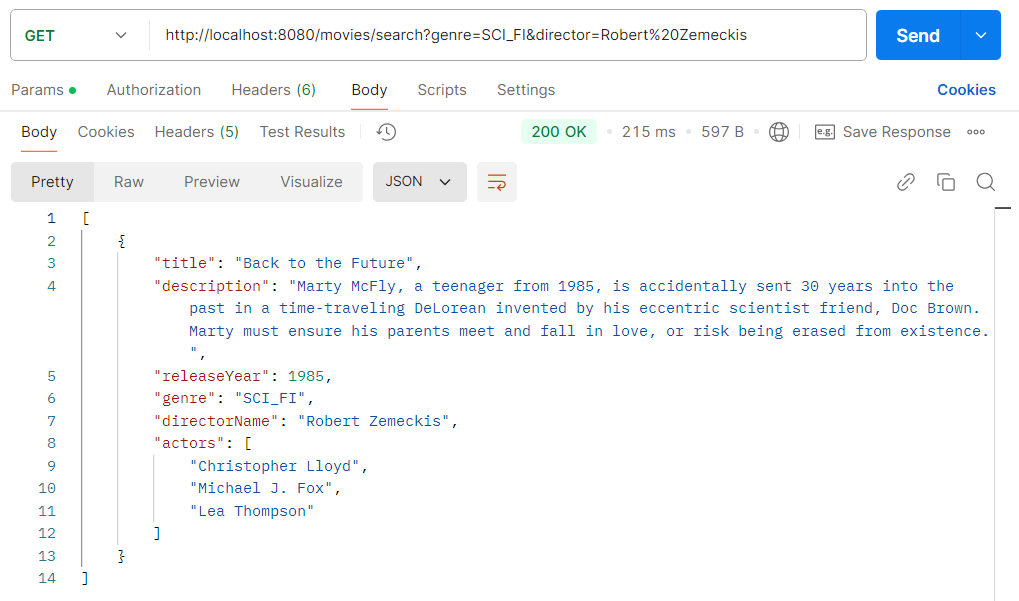 GET http://localhost:8080/movies/search?genre=SCI_FI&director=Robert%20Zemeckis Send
Params Authorization Headers (6) Body Scripts Settings Cookies
Body Cookies Headers (5) Test Results 200 OK 215 ms 597 B e.g. Save Response
Pretty Raw Preview Visualize JSON
1 [
2 {
3 "title": "Back to the Future",
4 "description": "Marty McFly, a teenager from 1985, is accidentally sent 30 years into the
past in a time-traveling DeLorean invented by his eccentric scientist friend, Doc Brown.
Marty must ensure his parents meet and fall in love, or risk being erased from existence.
",
5 "releaseYear": 1985,
6 "genre": "SCI_FI",
7 "directorName": "Robert Zemeckis",
8 "actors": [
9 "Christopher Lloyd",
10 "Michael J. Fox",
11 "Lea Thompson"
12 ]
13 }
14 ]